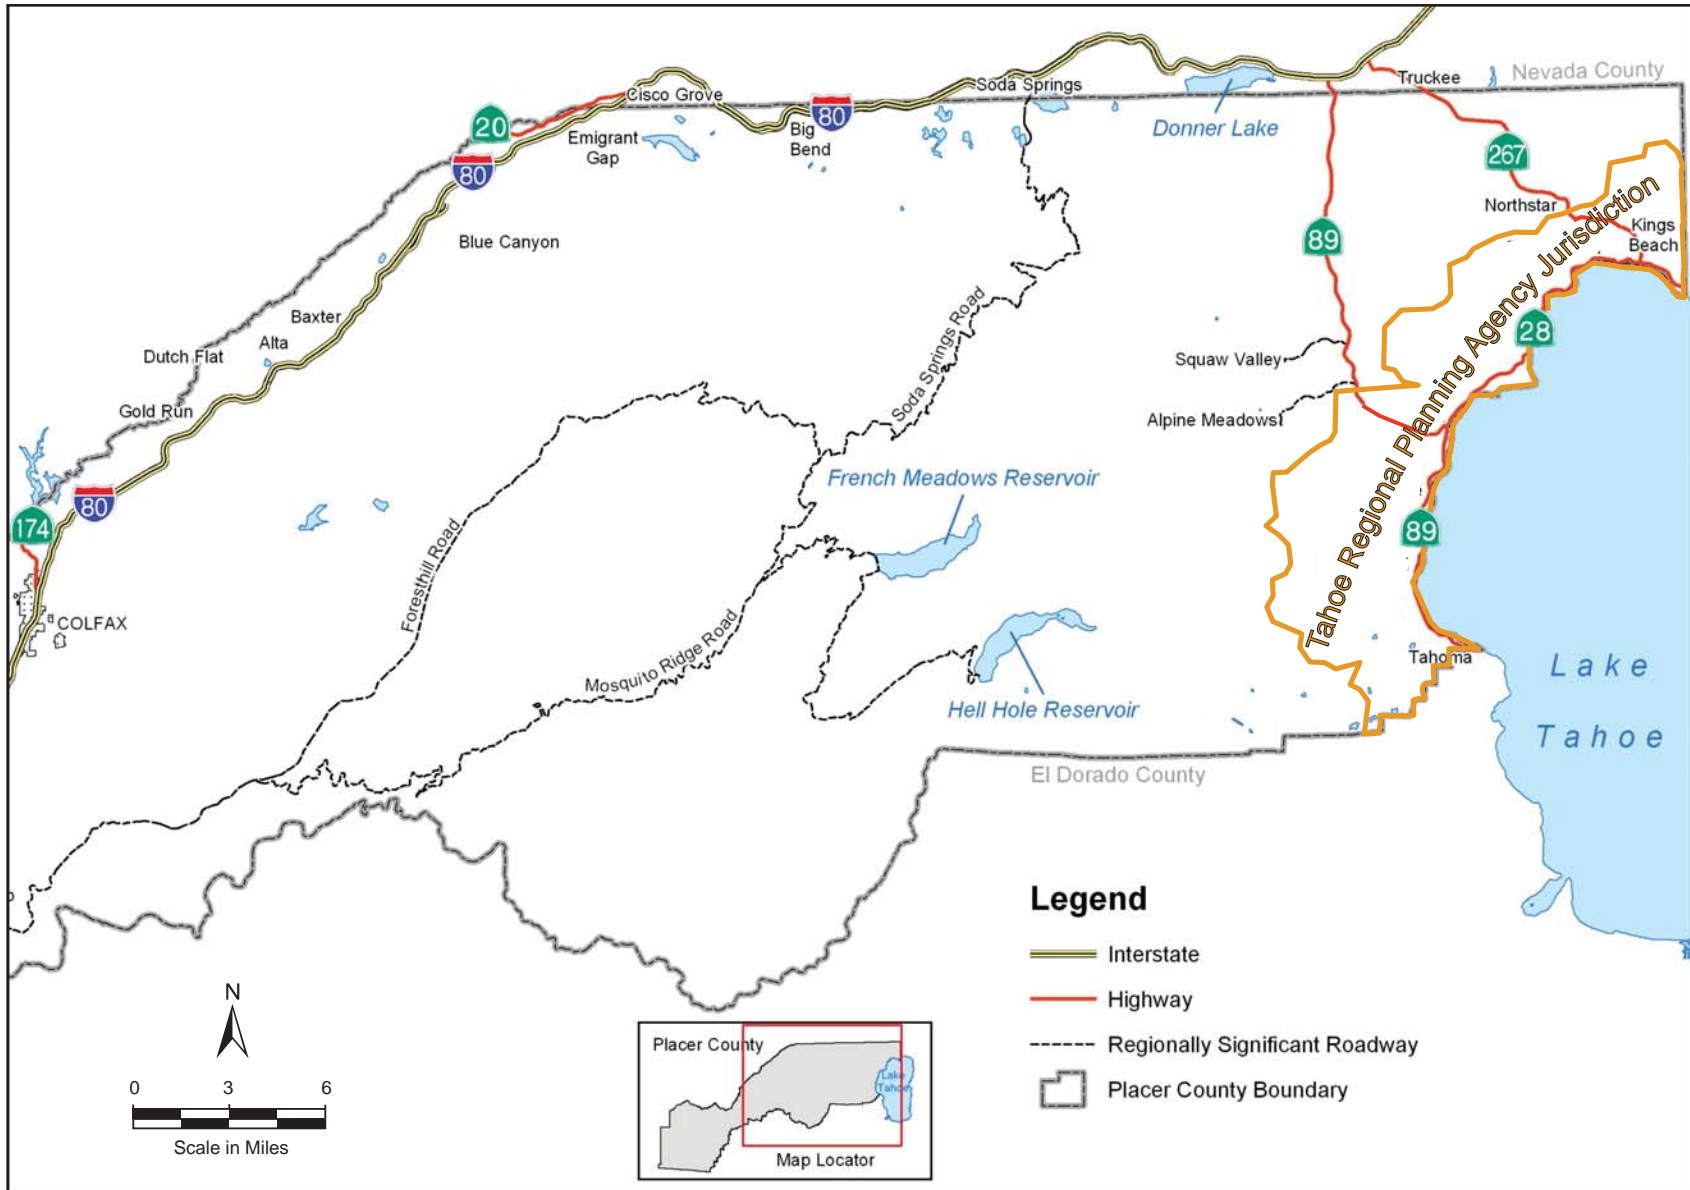 Nevada County
Truckee
Soda Springs
Cisco Grove
20
80
Big
Bend
Emigrant
Gap
Donner Lake
267
80
Northstar
Kings
Beach
89
Blue Canyon
Baxter
Alta
Dutch Flat
Gold Run
Soda Springs Road
Squaw Valley
Alpine Meadows
28
Tahoe Regional Planning Agency Jurisdiction
French Meadows Reservoir
80
174
89
Foresthill Road
COLFAX
Mosquito Ridge Road
Hell Hole Reservoir
Tahoma
Lake
Tahoe
El Dorado County
Legend
Interstate
Highway
Regionally Significant Roadway
Placer County Boundary
N
0 3 6
Scale in Miles
Placer County
Lake
Tahoe
Map Locator